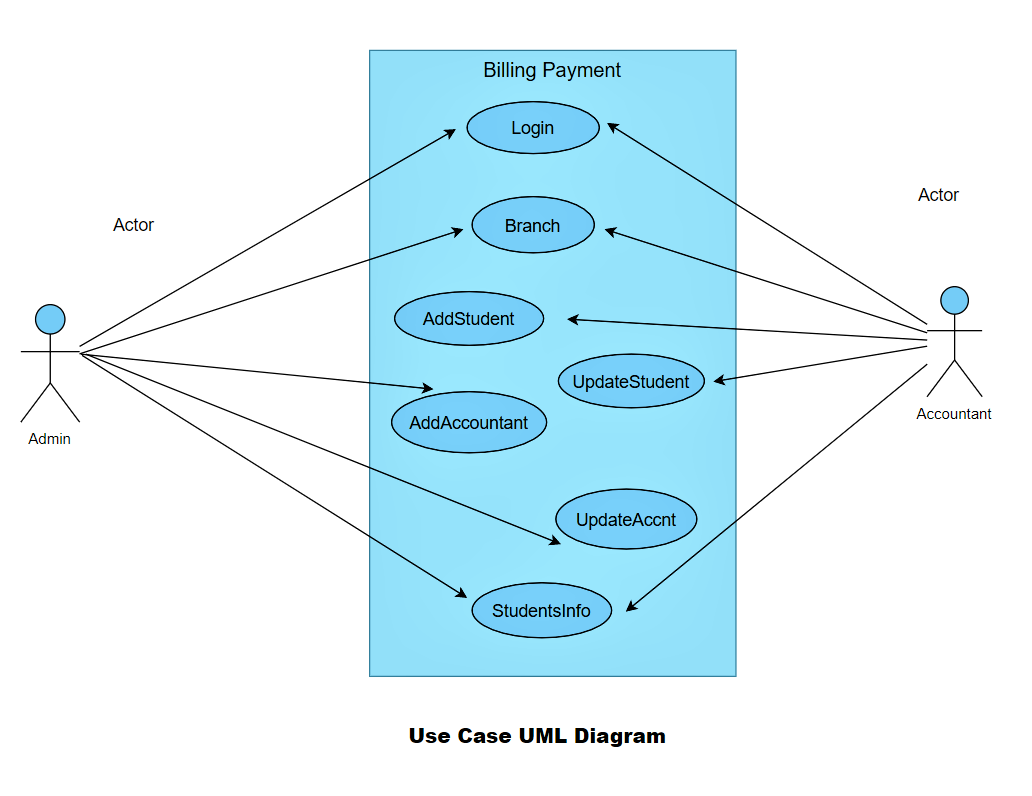 Billing Payment
Login
Actor
Actor
Branch
AddStudent
UpdateStudent
Accountant
AddAccountant
Admin
UpdateAccnt
StudentsInfo
Use Case UML Diagram